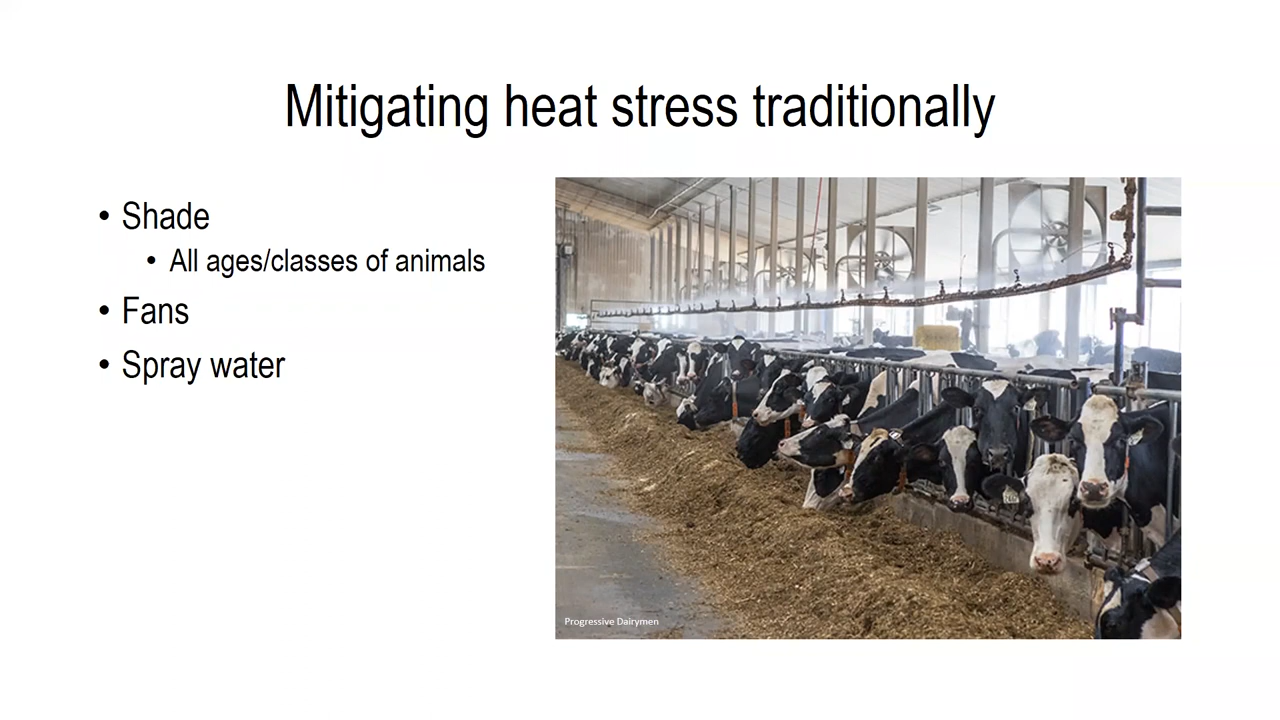 Mitigating heat stress traditionally
• Shade
• All ages/classes of animals
• Fans
• Spray water
Progressive Dairymen